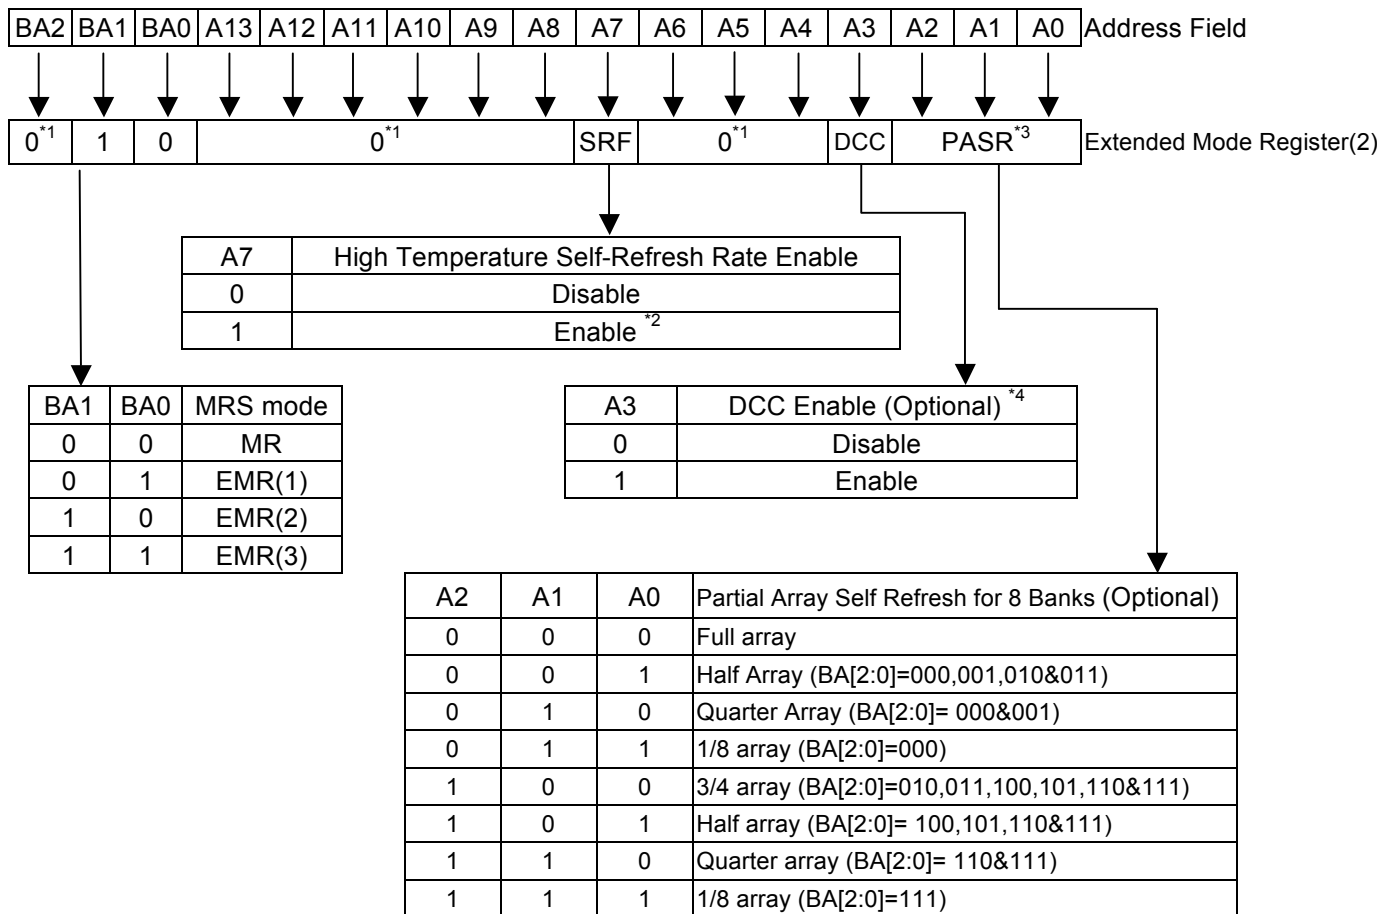 BA2 BA1 BA0 A13 A12 A11 A10 A9 A8 A7 A6 A5 A4 A3 A2 A1 A0 Address Field
0*1 1 0 0*1 SRF 0*1 DCC PASR*3 Extended Mode Register(2)
A7 High Temperature Self-Refresh Rate Enable
0 Disable
1 Enable *2
BA1 BA0 MRS mode
0 0 MR
0 1 EMR(1)
1 0 EMR(2)
1 1 EMR(3)
A3 DCC Enable (Optional) *4
0 Disable
1 Enable
A2 A1 A0 Partial Array Self Refresh for 8 Banks (Optional)
0 0 0 Full array
0 0 1 Half Array (BA[2:0]=000,001,010&011)
0 1 0 Quarter Array (BA[2:0]= 000&001)
0 1 1 1/8 array (BA[2:0]=000)
1 0 0 3/4 array (BA[2:0]=010,011,100,101,110&111)
1 0 1 Half array (BA[2:0]= 100,101,110&111)
1 1 0 Quarter array (BA[2:0]= 110&111)
1 1 1 1/8 array (BA[2:0]=111)